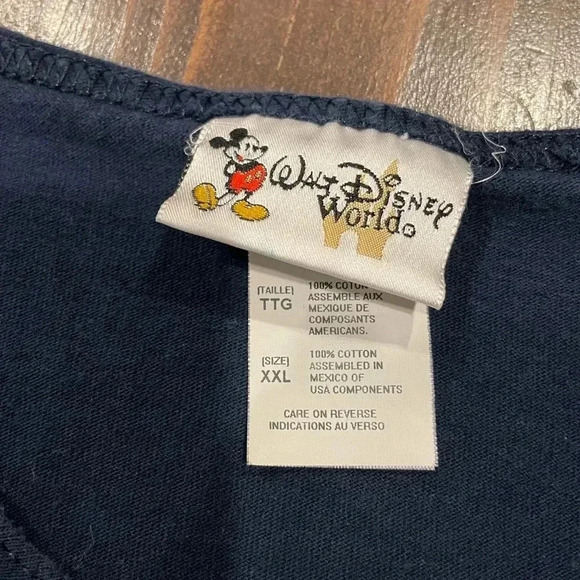 Walt Disney
World®
(TAILLE)
TTG
100% COTON
ASSEMBLE AUX
MEXIQUE DE
COMPOSANTS
AMERICANS.
(SIZE)
XXL
100% COTTON
ASSEMBLED IN
MEXICO OF
USA COMPONENTS
CARE ON REVERSE
INDICATIONS AU VERSO